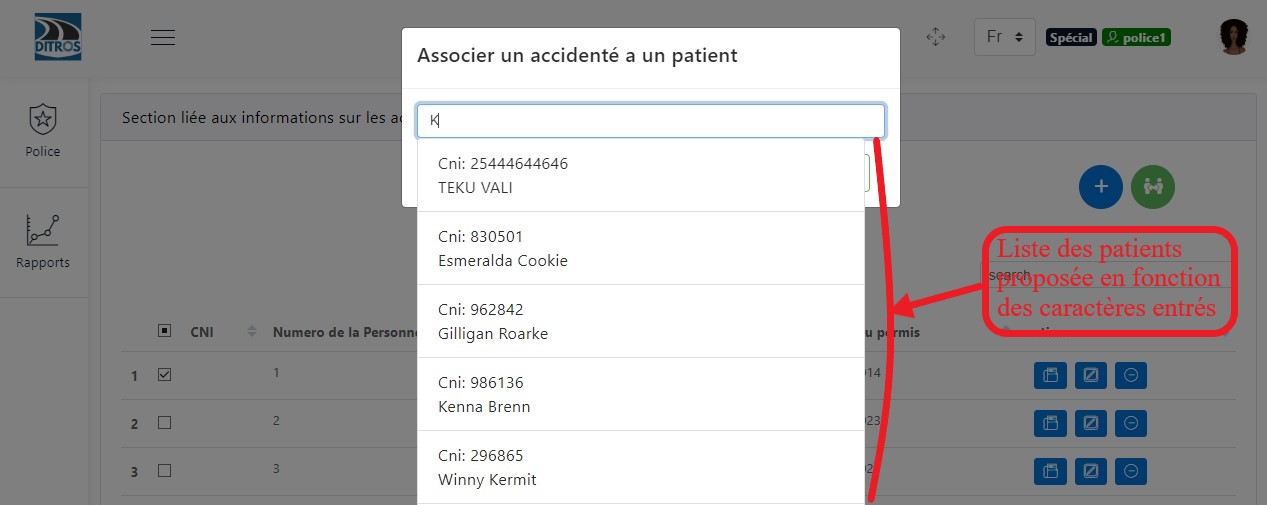 DITROS
Associer un accidenté a un patient
Fr
Spécial
police1
Police
Rapports
Section liée aux informations sur les ac
K
Cni: 25444644646
TEKU VALI
Cni: 830501
Esmeralda Cookie
Cni: 962842
Gilligan Roarke
Cni: 986136
Kenna Brenn
Cni: 296865
Winny Kermit
Liste des patients
proposée en fonction
des caractères entrés
search
CNI
Numero de la Personne
u permis
1
1
014
2
2
023
3
3